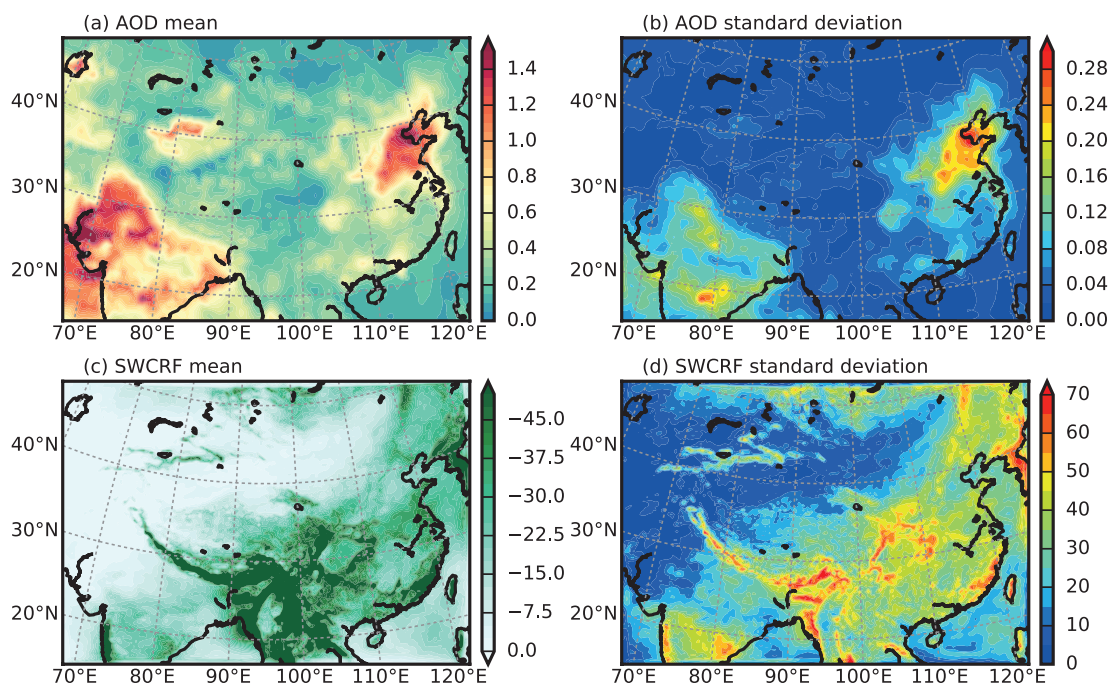 (a) AOD mean
40°N
30°N
20°N
70°E 80°E 90°E 100°E 110°E 120°E
1.4
1.2
1.0
0.8
0.6
0.4
0.2
0.0
(b) AOD standard deviation
40°N
30°N
20°N
70°E 80°E 90°E 100°E 110°E 120°E
0.28
0.24
0.20
0.16
0.12
0.08
0.04
0.00
(c) SWCRF mean
40°N
30°N
20°N
70°E 80°E 90°E 100°E 110°E 120°E
−45.0
−37.5
−30.0
−22.5
−15.0
−7.5
0.0
(d) SWCRF standard deviation
40°N
30°N
20°N
70°E 80°E 90°E 100°E 110°E 120°E
70
60
50
40
30
20
10
0